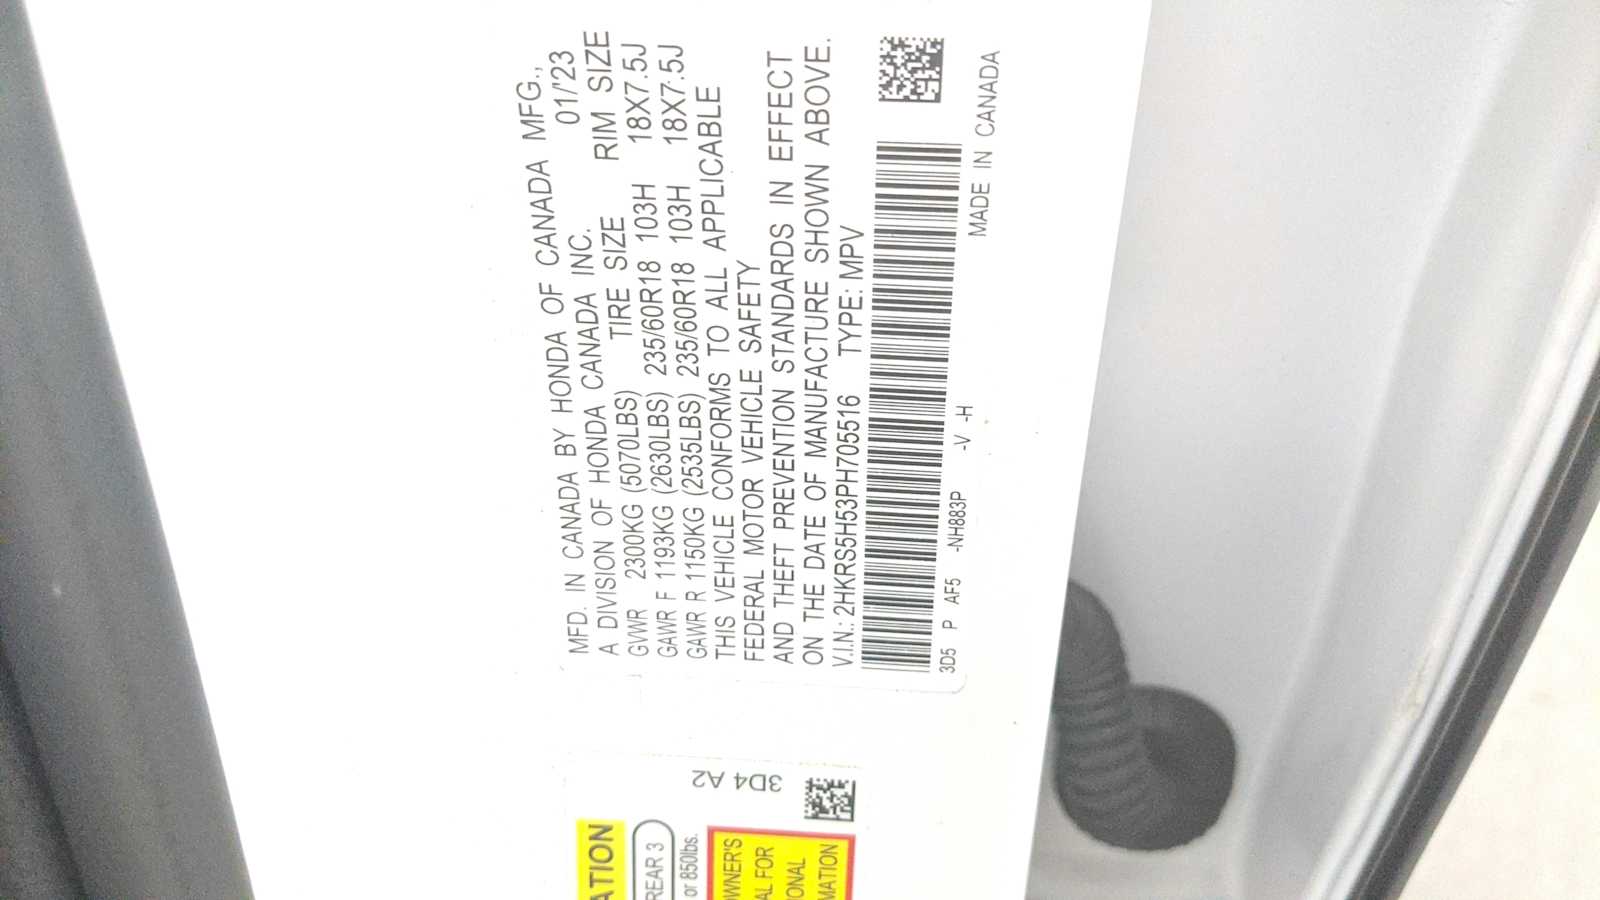 MFD. IN CANADA BY HONDA OF CANADA MFG.,
A DIVISION OF HONDA CANADA INC. 01/'23
GVWR 2300KG (5070LBS) TIRE SIZE RIM SIZE
GAWR F 1193KG (2630LBS) 235/60R18 103H 18X7.5J
GAWR R 1150KG (2535LBS) 235/60R18 103H 18X7.5J
THIS VEHICLE CONFORMS TO ALL APPLICABLE
FEDERAL MOTOR VEHICLE SAFETY
AND THEFT PREVENTION STANDARDS IN EFFECT
ON THE DATE OF MANUFACTURE SHOWN ABOVE.
V.I.N.: 2HKRS5H53PH705516 TYPE: MPV
3D5 P AF5 -NH883P -V -H
MADE IN CANADA
3D4 A2
ATION
REAR 3
or 850lbs.
OWNER'S
AL FOR
ONAL
MATION